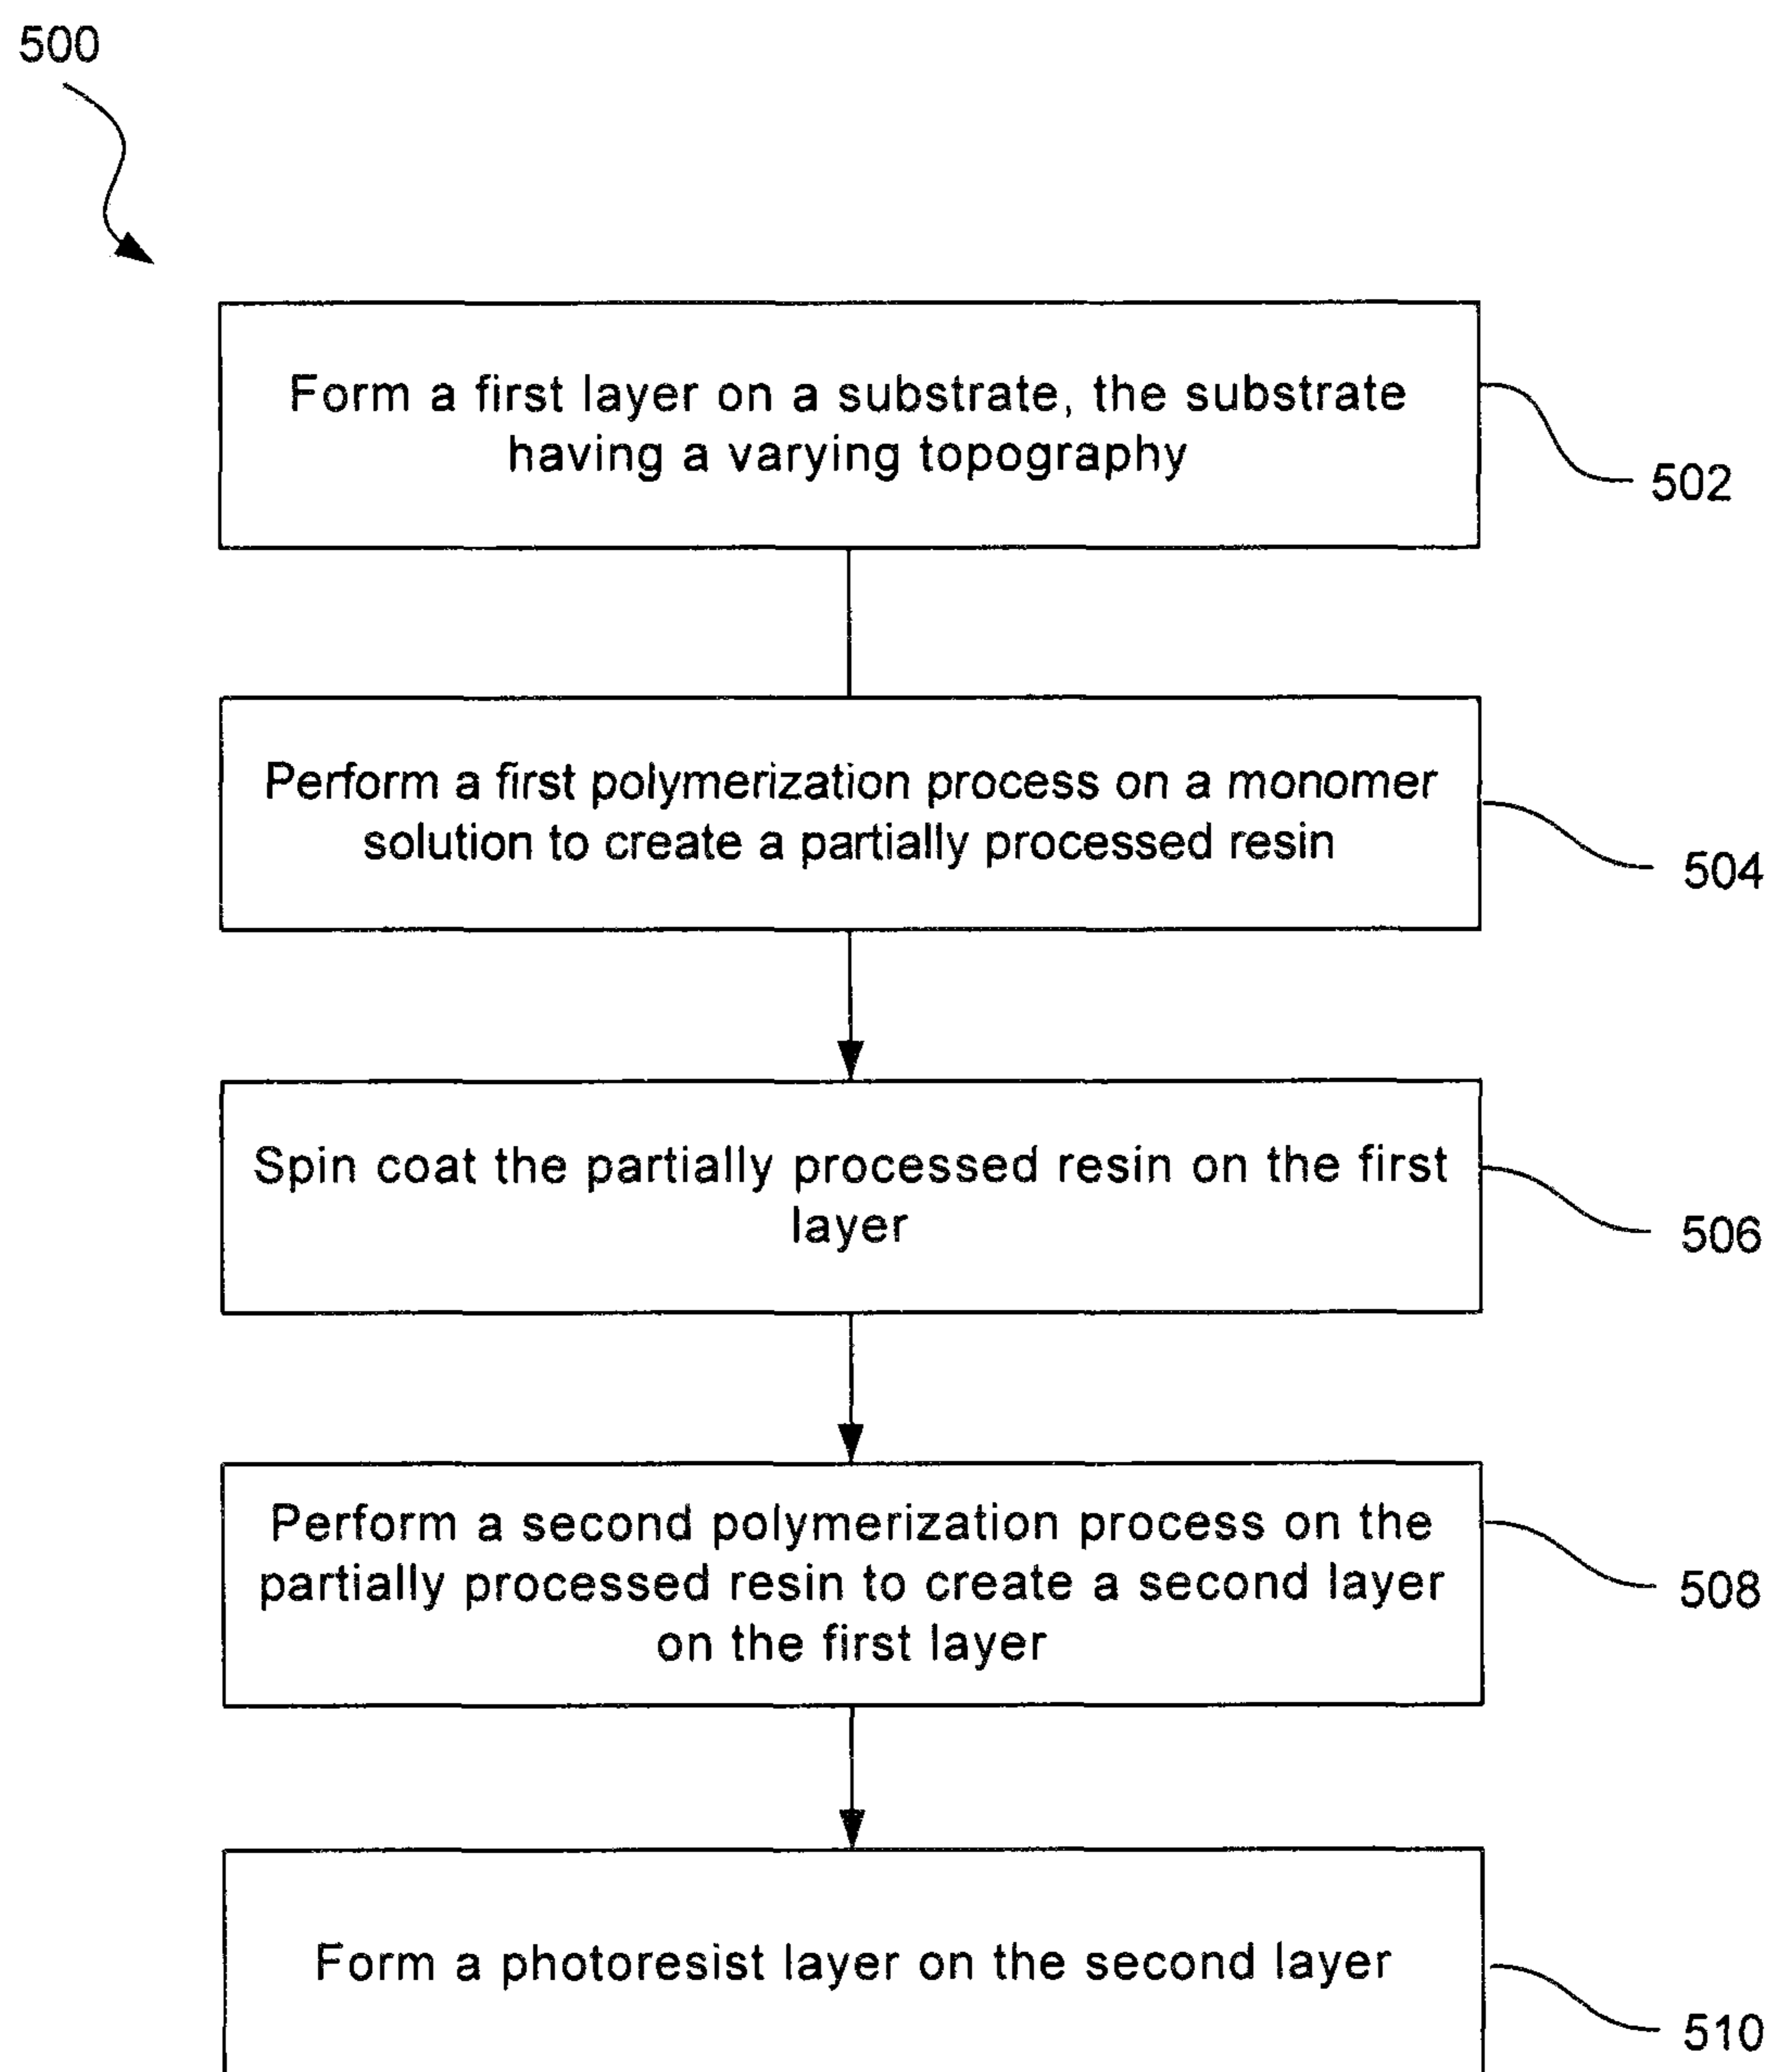 500
Form a first layer on a substrate, the substrate
having a varying topography
502
Perform a first polymerization process on a monomer
solution to create a partially processed resin
504
Spin coat the partially processed resin on the first
layer
506
Perform a second polymerization process on the
partially processed resin to create a second layer
on the first layer
508
Form a photoresist layer on the second layer
510